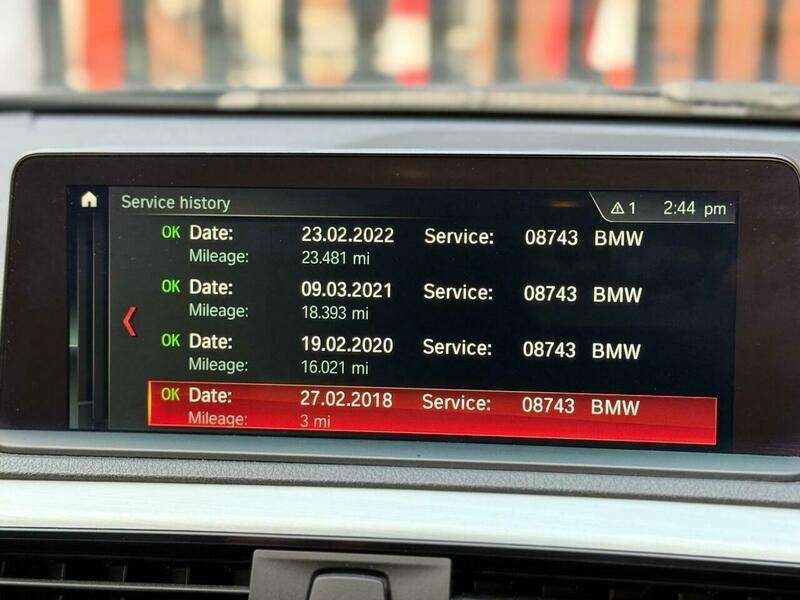 Service history
1 2:44 pm
OK Date: 23.02.2022 Service: 08743 BMW
Mileage: 23.481 mi
OK Date: 09.03.2021 Service: 08743 BMW
Mileage: 18.393 mi
OK Date: 19.02.2020 Service: 08743 BMW
Mileage: 16.021 mi
OK Date: 27.02.2018 Service: 08743 BMW
Mileage: 3 mi